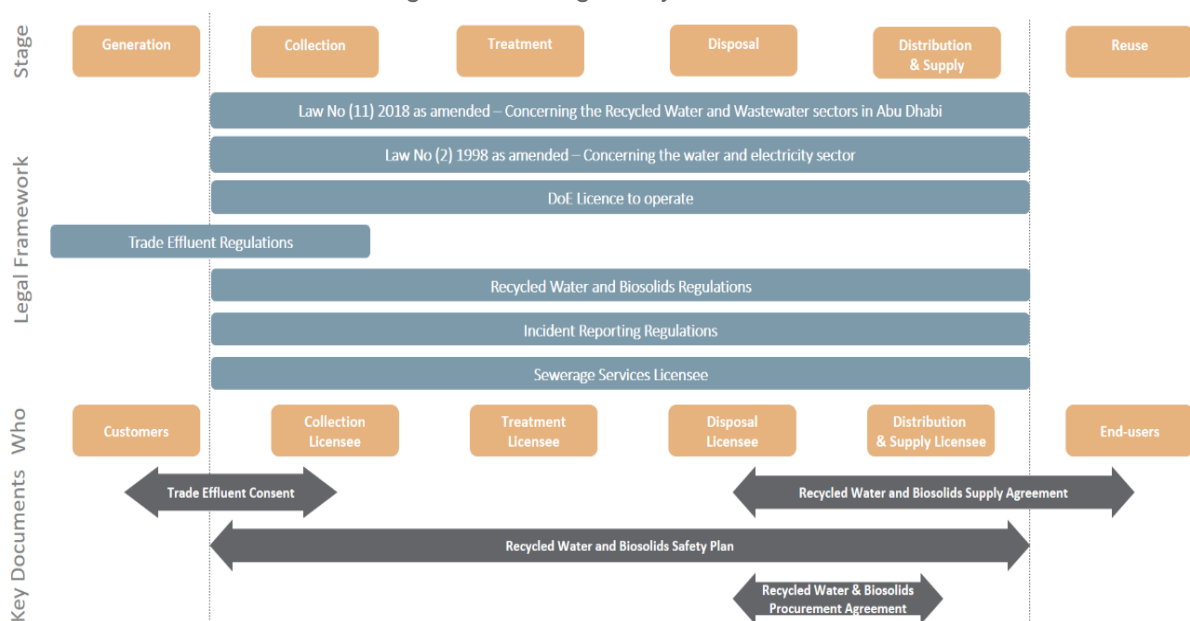 Stage
Generation
Collection
Treatment
Disposal
Distribution
& Supply
Reuse
Legal Framework
Law No (11) 2018 as amended – Concerning the Recycled Water and Wastewater sectors in Abu Dhabi
Law No (2) 1998 as amended – Concerning the water and electricity sector
DoE Licence to operate
Trade Effluent Regulations
Recycled Water and Biosolids Regulations
Incident Reporting Regulations
Sewerage Services Licensee
Who
Customers
Collection
Licensee
Treatment
Licensee
Disposal
Licensee
Distribution
& Supply Licensee
End-users
Key Documents
Trade Effluent Consent
Recycled Water and Biosolids Supply Agreement
Recycled Water and Biosolids Safety Plan
Recycled Water & Biosolids
Procurement Agreement